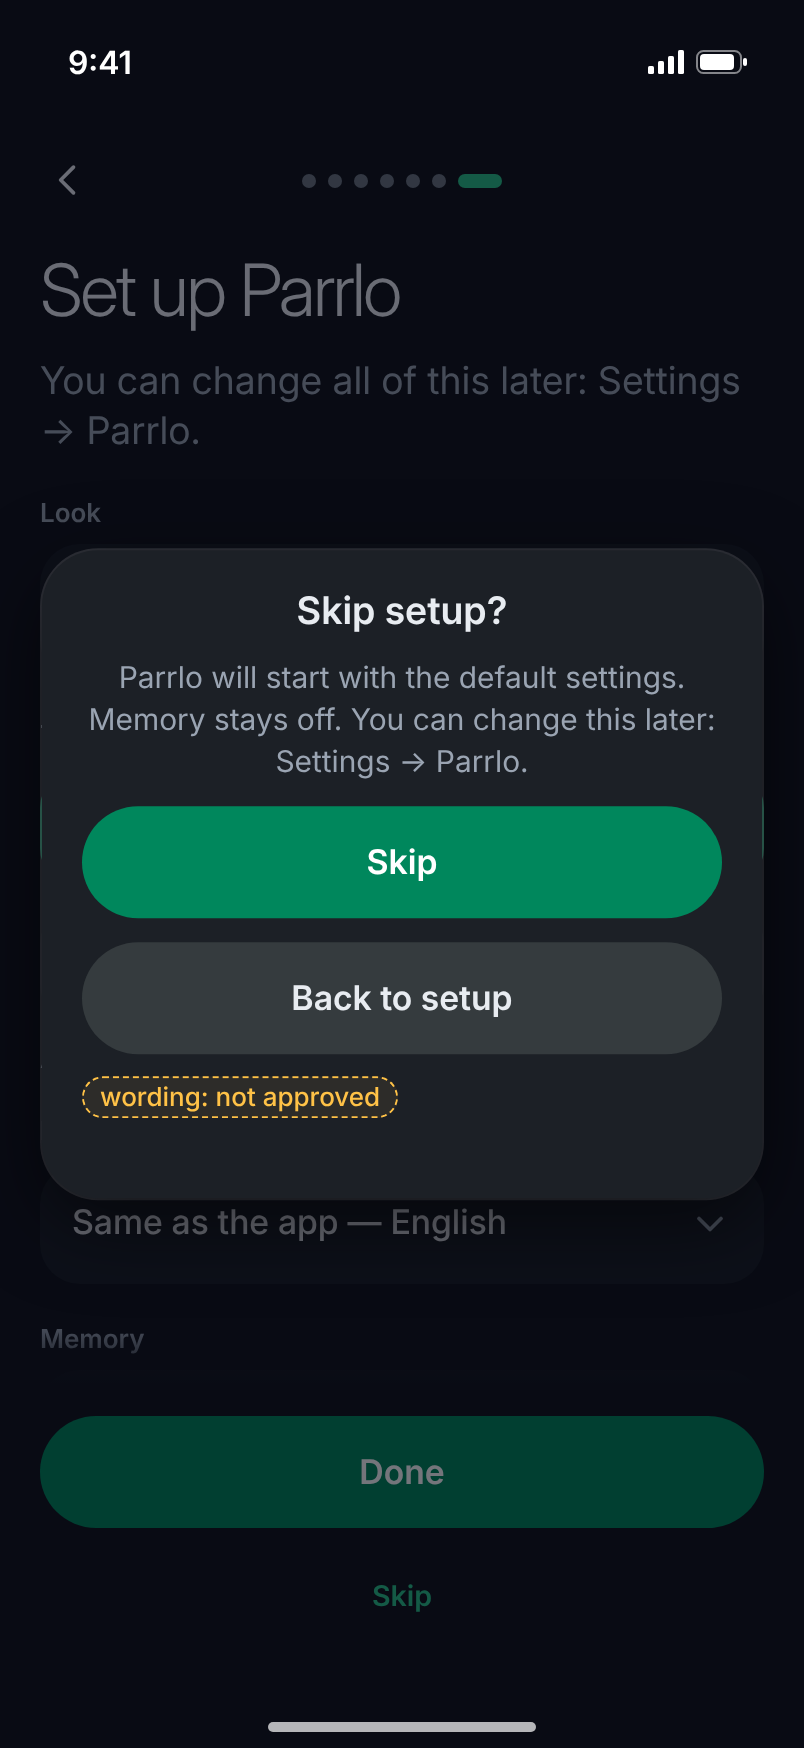 9:41
Set up Parrlo
You can change all of this later: Settings
→ Parrlo.
Look
Skip setup?
Parrlo will start with the default settings.
Memory stays off. You can change this later:
Settings → Parrlo.
Skip
Back to setup
wording: not approved
Same as the app — English
Memory
Done
Skip